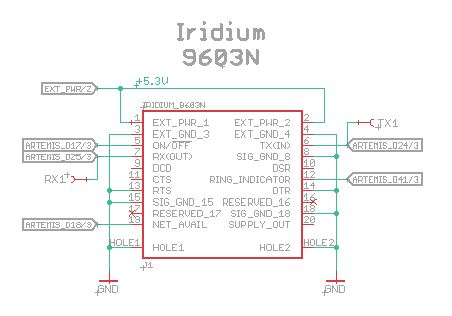 Iridium
9603N
+5.3V
EXT_PWR/2
IRIDIUM_9603N
1 EXT_PWR_1 EXT_PWR_2 2
3 EXT_GND_3 EXT_GND_4 4
TX1
ARTEMIS_D17/3 5 ON/OFF TX(IN) 6 ARTEMIS_D24/3
ARTEMIS_D25/3 7 RX(OUT) SIG_GND_8 8
9 DCD DSR 10
RX1 11 CTS RING_INDICATOR 12 ARTEMIS_D41/3
13 RTS DTR 14
15 SIG_GND_15 RESERVED_16 16
17 RESERVED_17 SIG_GND_18 18
ARTEMIS_D18/3 19 NET_AVAIL SUPPLY_OUT 20
HOLE1 HOLE1 HOLE2 HOLE2
J1
GND GND